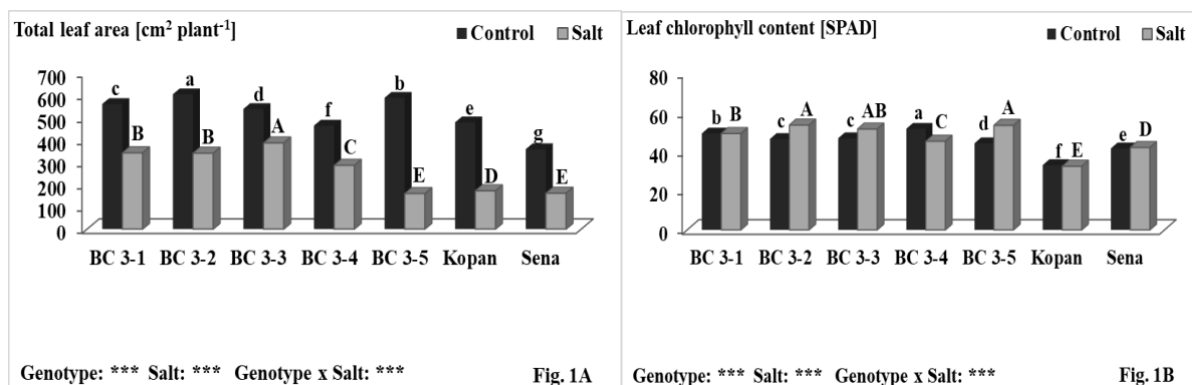 Total leaf area [cm² plant⁻¹]
Control Salt
700
600
500
400
300
200
100
0
c B a B d A f C b E e D g E
BC 3-1 BC 3-2 BC 3-3 BC 3-4 BC 3-5 Kopan Sena
Genotype: *** Salt: *** Genotype x Salt: *** Fig. 1A
Leaf chlorophyll content [SPAD]
Control Salt
80
60
40
20
0
b B c A c AB a C d A f E e D
BC 3-1 BC 3-2 BC 3-3 BC 3-4 BC 3-5 Kopan Sena
Genotype: *** Salt: *** Genotype x Salt: *** Fig. 1B